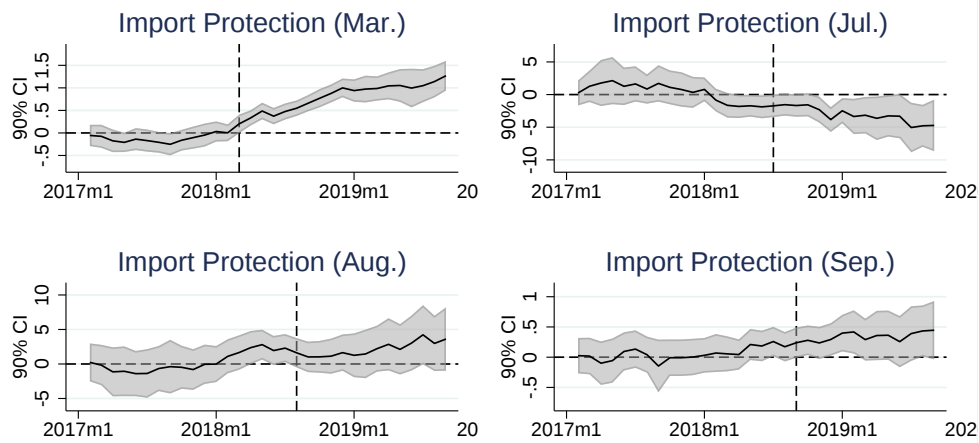 Import Protection (Mar.)
90% CI
1.5
1
.5
0
-.5
2017m1 2018m1 2019m1 20
Import Protection (Jul.)
90% CI
5
0
-5
-10
2017m1 2018m1 2019m1 202
Import Protection (Aug.)
90% CI
10
5
0
-5
2017m1 2018m1 2019m1 20
Import Protection (Sep.)
90% CI
1
.5
0
-.5
2017m1 2018m1 2019m1 202